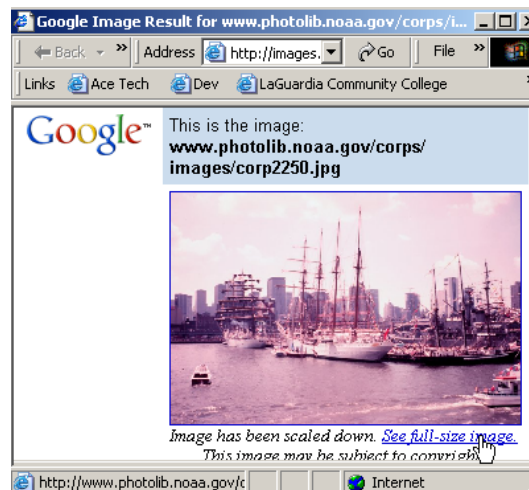 Google Image Result for www.photolib.noaa.gov/corps/i...
Back » Address http://images. Go File »
Links Ace Tech Dev LaGuardia Community College
Google™
This is the image:
www.photolib.noaa.gov/corps/
images/corp2250.jpg
Image has been scaled down. See full-size image.
This image may be subject to copyright
http://www.photolib.noaa.gov/c Internet